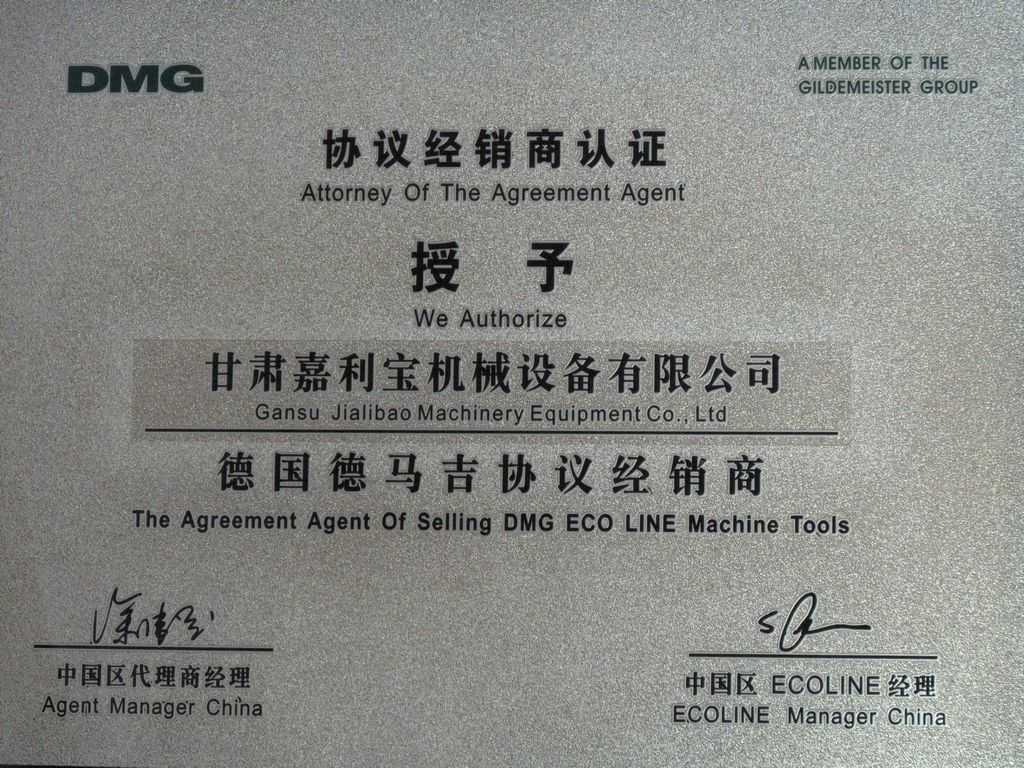 DMG
A MEMBER OF THE
GILDEMEISTER GROUP
协议经销商认证
Attorney Of The Agreement Agent
授 予
We Authorize
甘肃嘉利宝机械设备有限公司
Gansu Jialibao Machinery Equipment Co., Ltd
德国德马吉协议经销商
The Agreement Agent Of Selling DMG ECO LINE Machine Tools
中国区代理商经理
Agent Manager China
中国区 ECOLINE 经理
ECOLINE Manager China